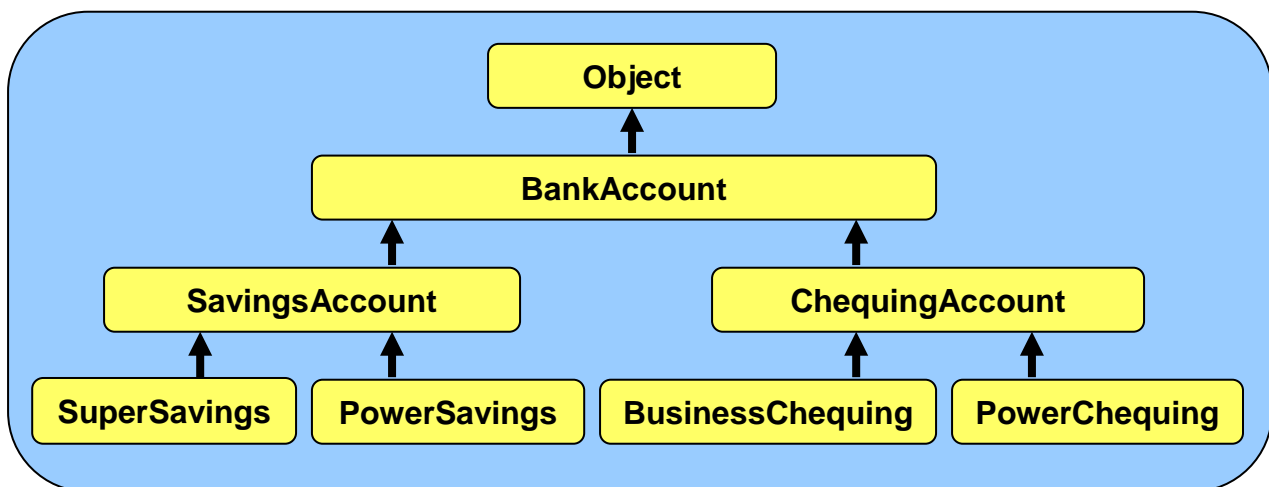 Object
BankAccount
SavingsAccount
ChequingAccount
SuperSavings
PowerSavings
BusinessChequing
PowerChequing